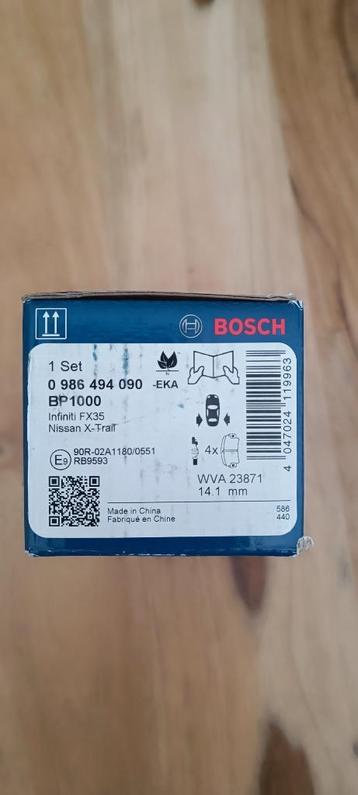 BOSCH
1 Set
0 986 494 090 -EKA
BP1000
Infiniti FX35
Nissan X-Trail
E9 90R-02A1180/0551
RB9593
4x
WVA 23871
14.1 mm
Made in China
Fabriqué en Chine
586
440
4 047024 119963